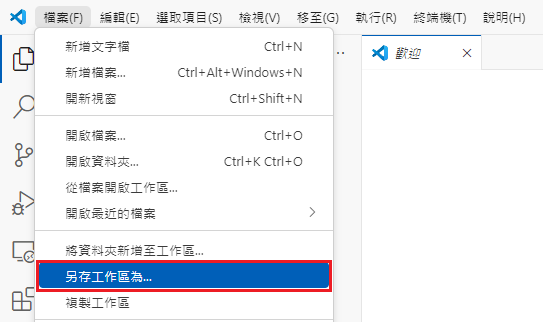 檔案(F) 編輯(E) 選取項目(S) 檢視(V) 移至(G) 執行(R) 終端機(T) 說明(H)
歡迎
新增文字檔 Ctrl+N
新增檔案... Ctrl+Alt+Windows+N
開新視窗 Ctrl+Shift+N
開啟檔案... Ctrl+O
開啟資料夾... Ctrl+K Ctrl+O
從檔案開啟工作區...
開啟最近的檔案
將資料夾新增至工作區...
另存工作區為...
複製工作區